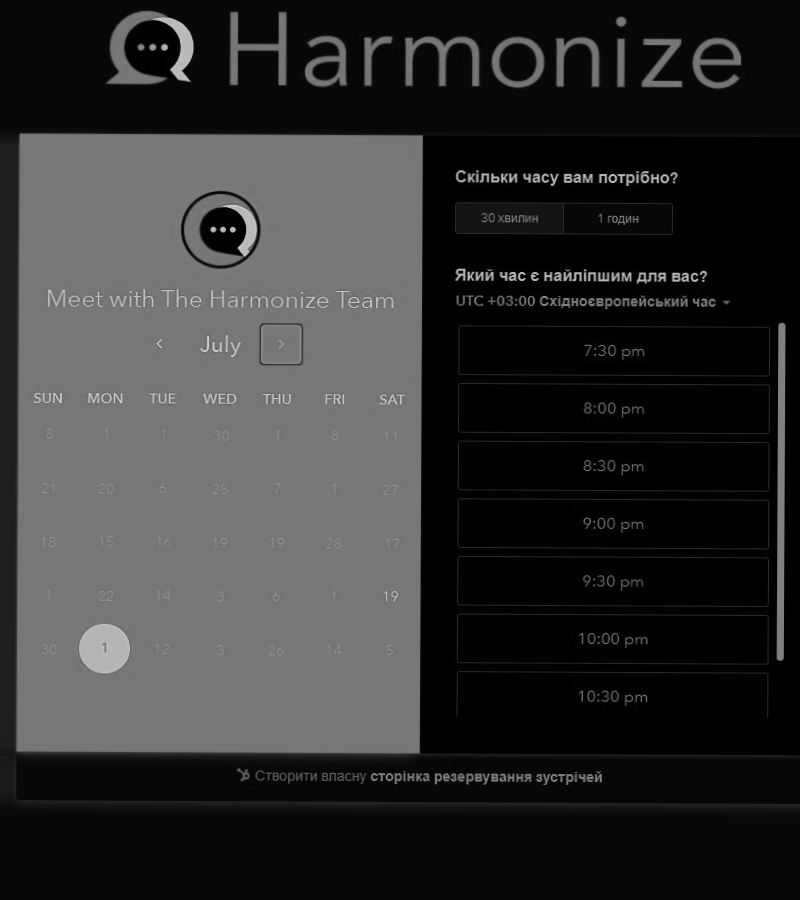 Harmonize
Meet with The Harmonize Team
July
SUN MON TUE WED THU FRI SAT
8 1 1 30 1 8 11
21 20 6 28 7 1 27
18 15 16 19 19 28 17
1 22 14 3 6 1 19
30 1 12 3 26 14 5
Скільки часу вам потрібно?
30 хвилин 1 годин
Який час є найліпшим для вас?
UTC +03:00 Східноєвропейський час
7:30 pm
8:00 pm
8:30 pm
9:00 pm
9:30 pm
10:00 pm
10:30 pm
Створити власну сторінка резервування зустрічей